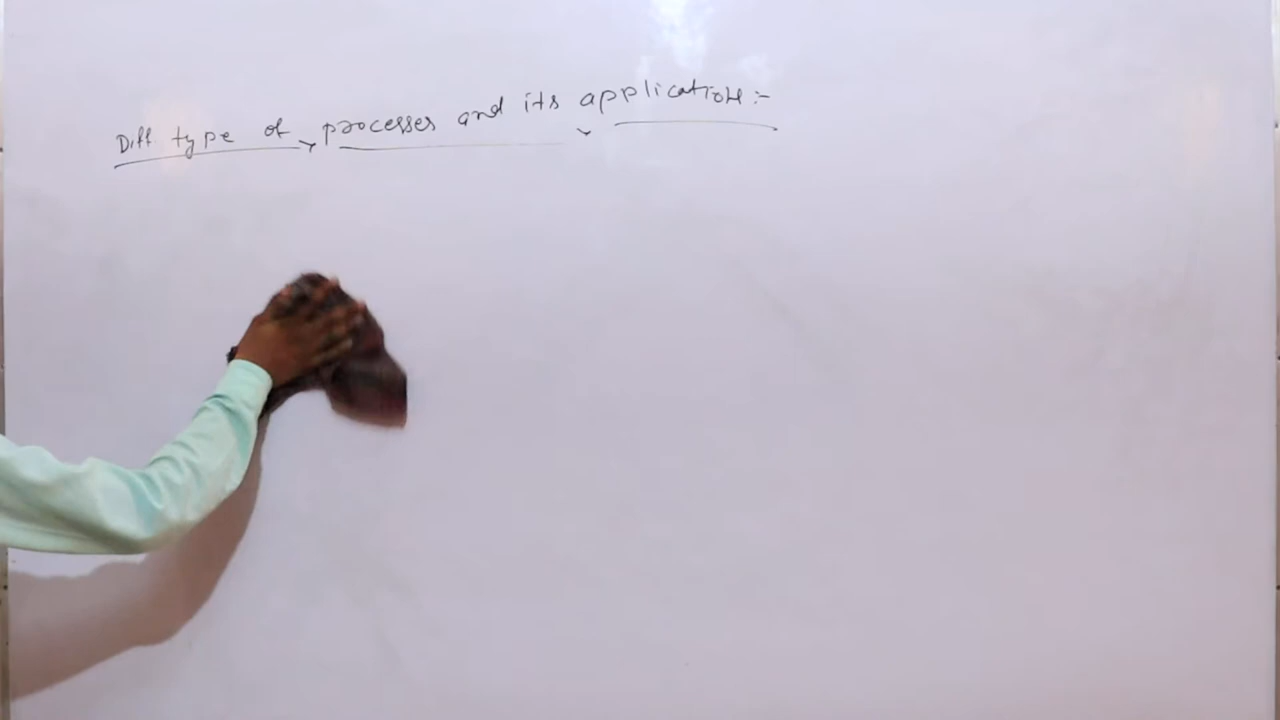 Diff type of processes and its application:-